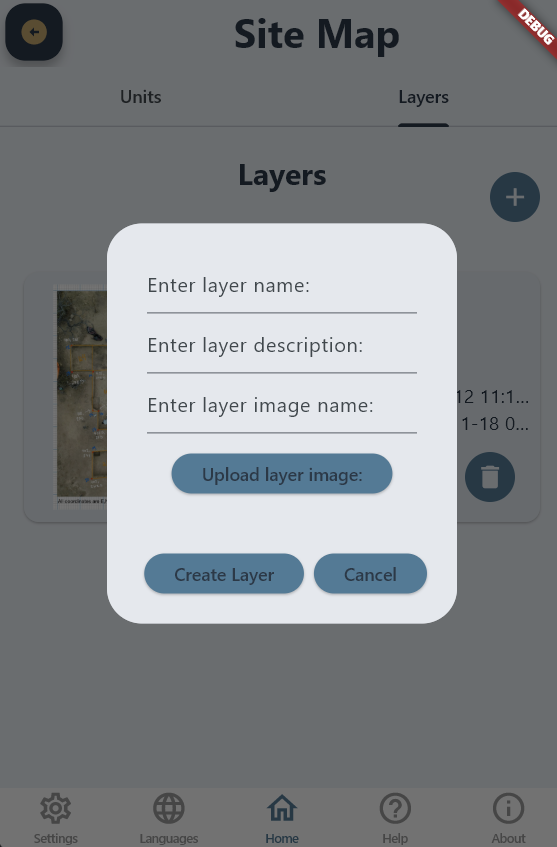 Site Map
DEBUG
Units
Layers
Layers
Enter layer name:
Enter layer description:
Enter layer image name:
12 11:1...
1-18 0...
Upload layer image:
Create Layer
Cancel
Settings
Languages
Home
Help
About